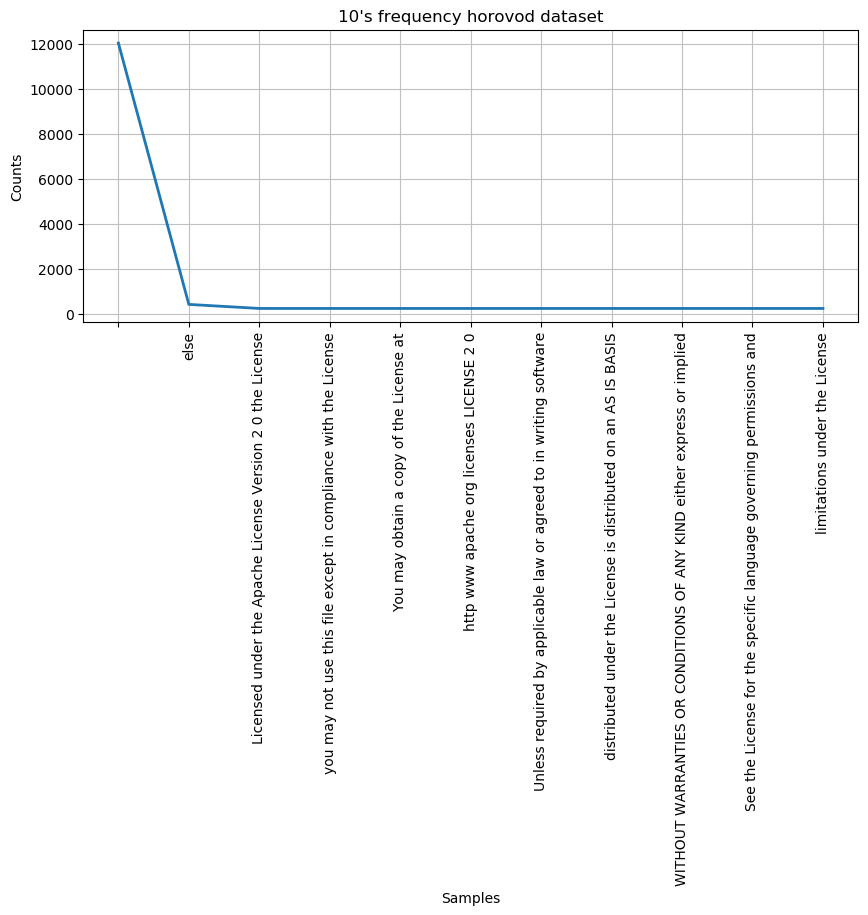 10's frequency horovod dataset
12000
10000
8000
6000
4000
2000
0
Counts
else
Licensed under the Apache License Version 2 0 the License
you may not use this file except in compliance with the License
You may obtain a copy of the License at
http www apache org licenses LICENSE 2 0
Unless required by applicable law or agreed to in writing software
distributed under the License is distributed on an AS IS BASIS
WITHOUT WARRANTIES OR CONDITIONS OF ANY KIND either express or implied
See the License for the specific language governing permissions and
limitations under the License
Samples